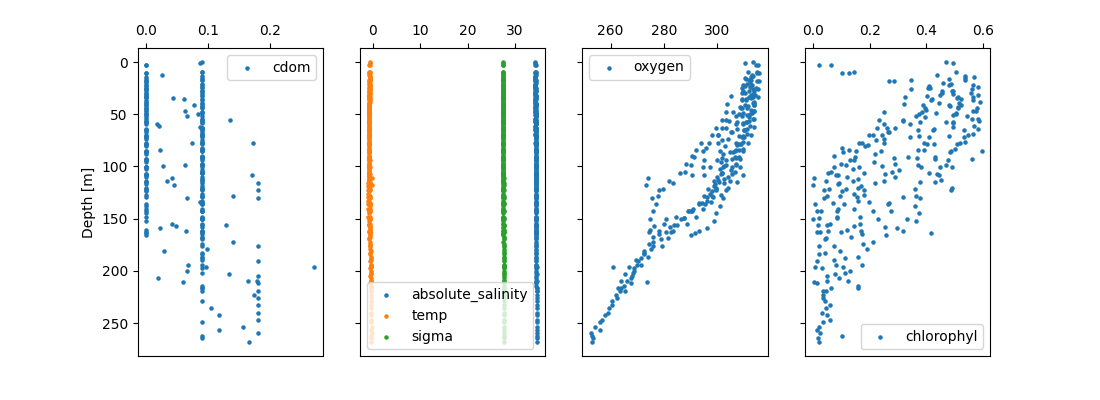 0.0 0.1 0.2
0 10 20 30
260 280 300
0.0 0.2 0.4 0.6
0
50
100
150
200
250
Depth [m]
cdom
absolute_salinity
temp
sigma
oxygen
chlorophyl